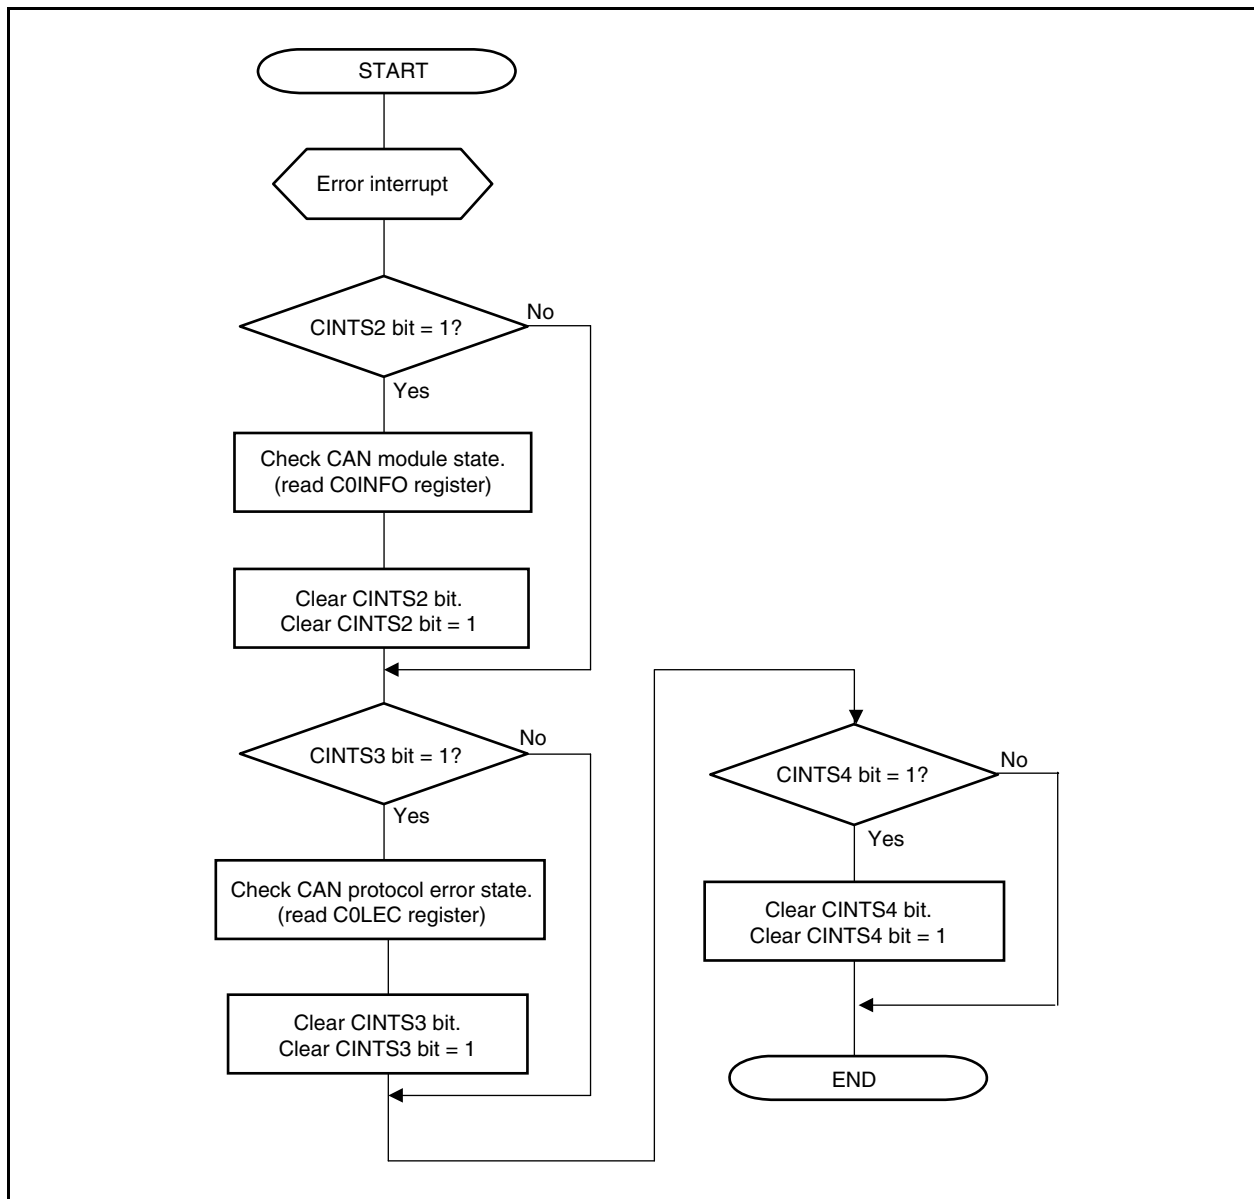 START
Error interrupt
CINTS2 bit = 1?
No
Yes
Check CAN module state.
(read C0INFO register)
Clear CINTS2 bit.
Clear CINTS2 bit = 1
CINTS3 bit = 1?
No
Yes
Check CAN protocol error state.
(read C0LEC register)
Clear CINTS3 bit.
Clear CINTS3 bit = 1
CINTS4 bit = 1?
No
Yes
Clear CINTS4 bit.
Clear CINTS4 bit = 1
END